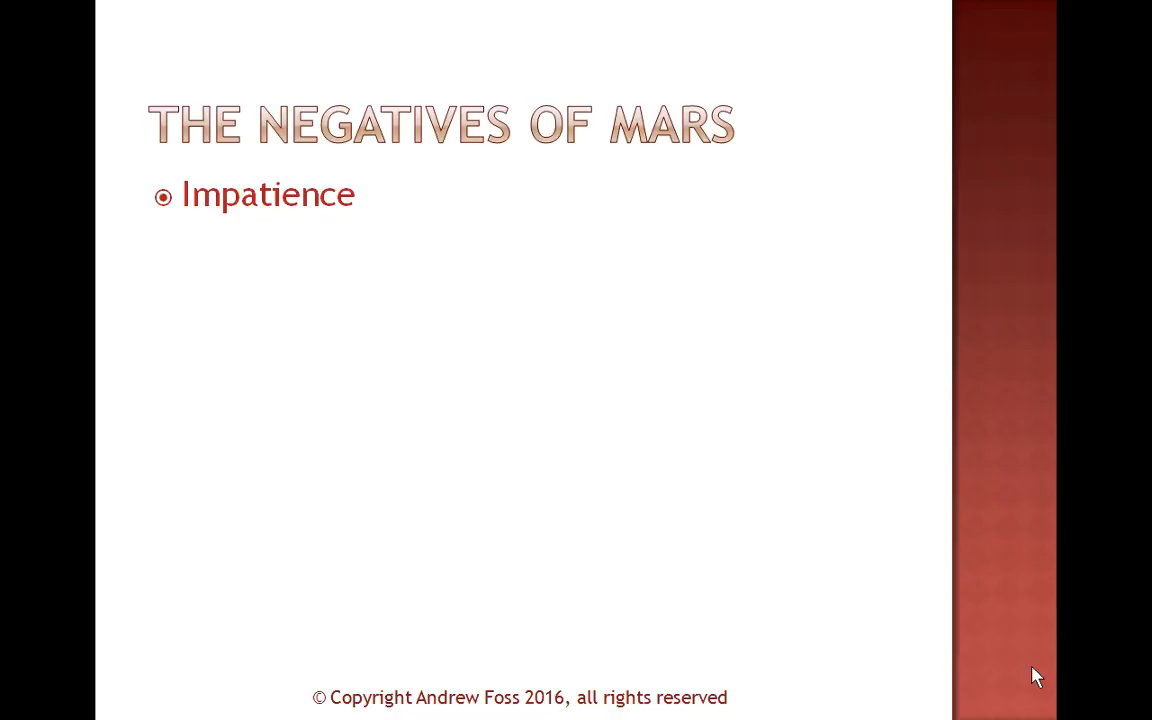 THE NEGATIVES OF MARS
Impatience
© Copyright Andrew Foss 2016, all rights reserved